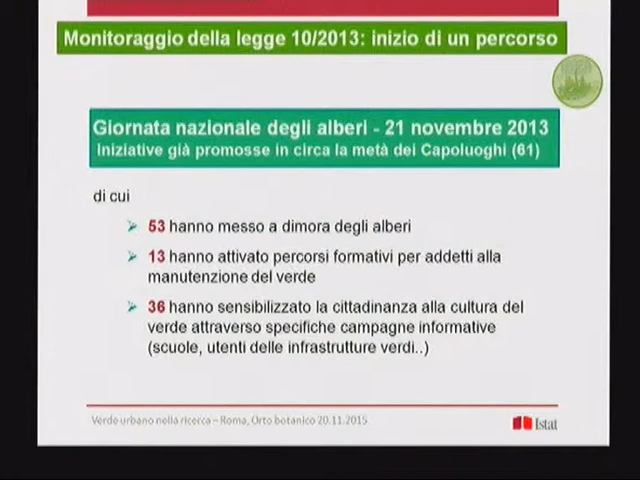 Monitoraggio della legge 10/2013: inizio di un percorso
Giornata nazionale degli alberi - 21 novembre 2013
Iniziative già promosse in circa la metà dei Capoluoghi (61)
di cui
53 hanno messo a dimora degli alberi
13 hanno attivato percorsi formativi per addetti alla
manutenzione del verde
36 hanno sensibilizzato la cittadinanza alla cultura del
verde attraverso specifiche campagne informative
(scuole, utenti delle infrastrutture verdi..)
Verde urbano nella ricerca – Roma, Orto botanico 20.11.2015
Istat